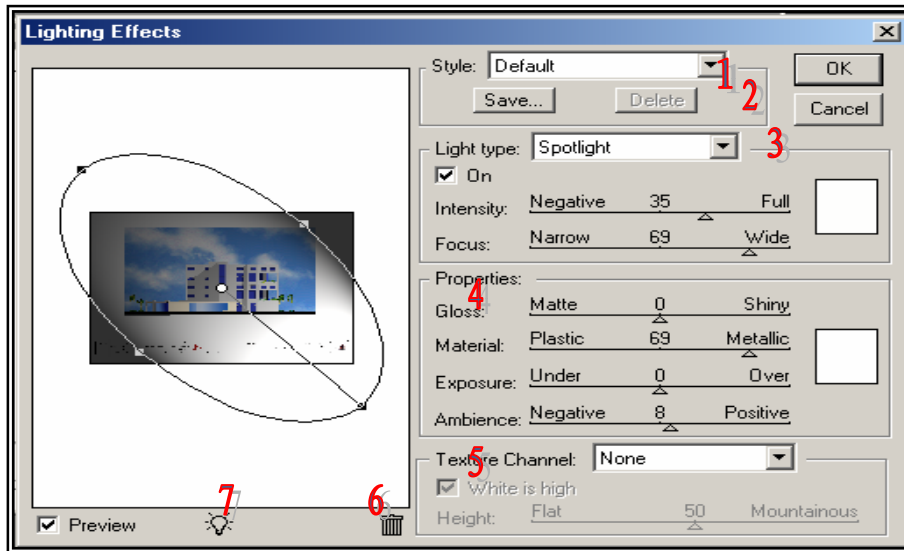 Lighting Effects
Style: Default 1
Save... Delete 2
OK
Cancel
Light type: Spotlight 3
On
Intensity: Negative 35 Full
Focus: Narrow 69 Wide
Properties:
4
Gloss: Matte 0 Shiny
Material: Plastic 69 Metallic
Exposure: Under 0 Over
Ambience: Negative 8 Positive
Texture Channel: None
5
White is high
Height: Flat 50 Mountainous
Preview 7 6